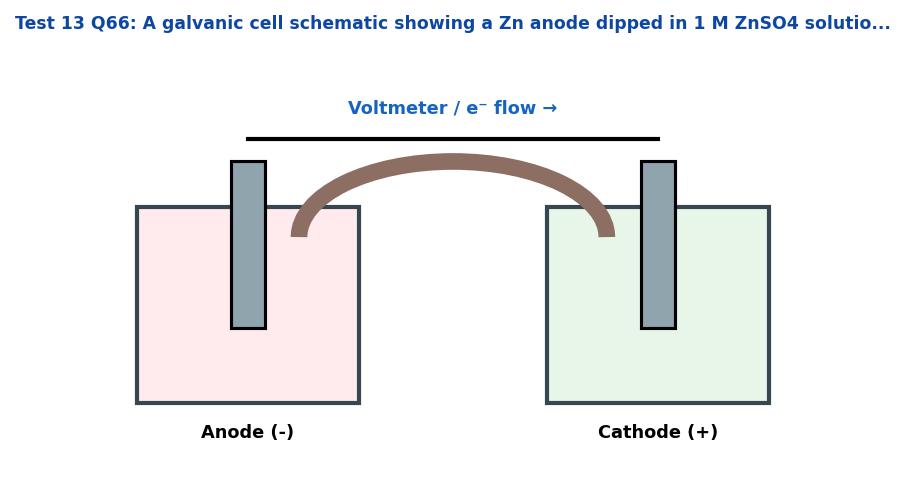 Test 13 Q66: A galvanic cell schematic showing a Zn anode dipped in 1 M ZnSO4 solutio...
Voltmeter / e⁻ flow →
Anode (-)
Cathode (+)